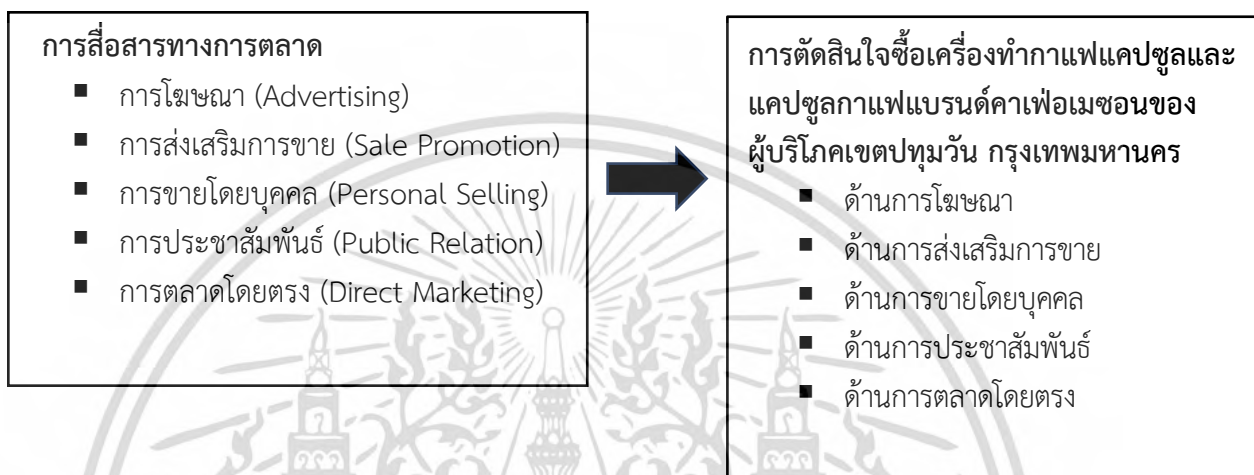 การสื่อสารทางการตลาด
▪ การโฆษณา (Advertising)
▪ การส่งเสริมการขาย (Sale Promotion)
▪ การขายโดยบุคคล (Personal Selling)
▪ การประชาสัมพันธ์ (Public Relation)
▪ การตลาดโดยตรง (Direct Marketing)
การตัดสินใจซื้อเครื่องทำกาแฟแคปซูลและ
แคปซูลกาแฟแบรนด์คาเฟ่อเมซอนของ
ผู้บริโภคเขตปทุมวัน กรุงเทพมหานคร
▪ ด้านการโฆษณา
▪ ด้านการส่งเสริมการขาย
▪ ด้านการขายโดยบุคคล
▪ ด้านการประชาสัมพันธ์
▪ ด้านการตลาดโดยตรง